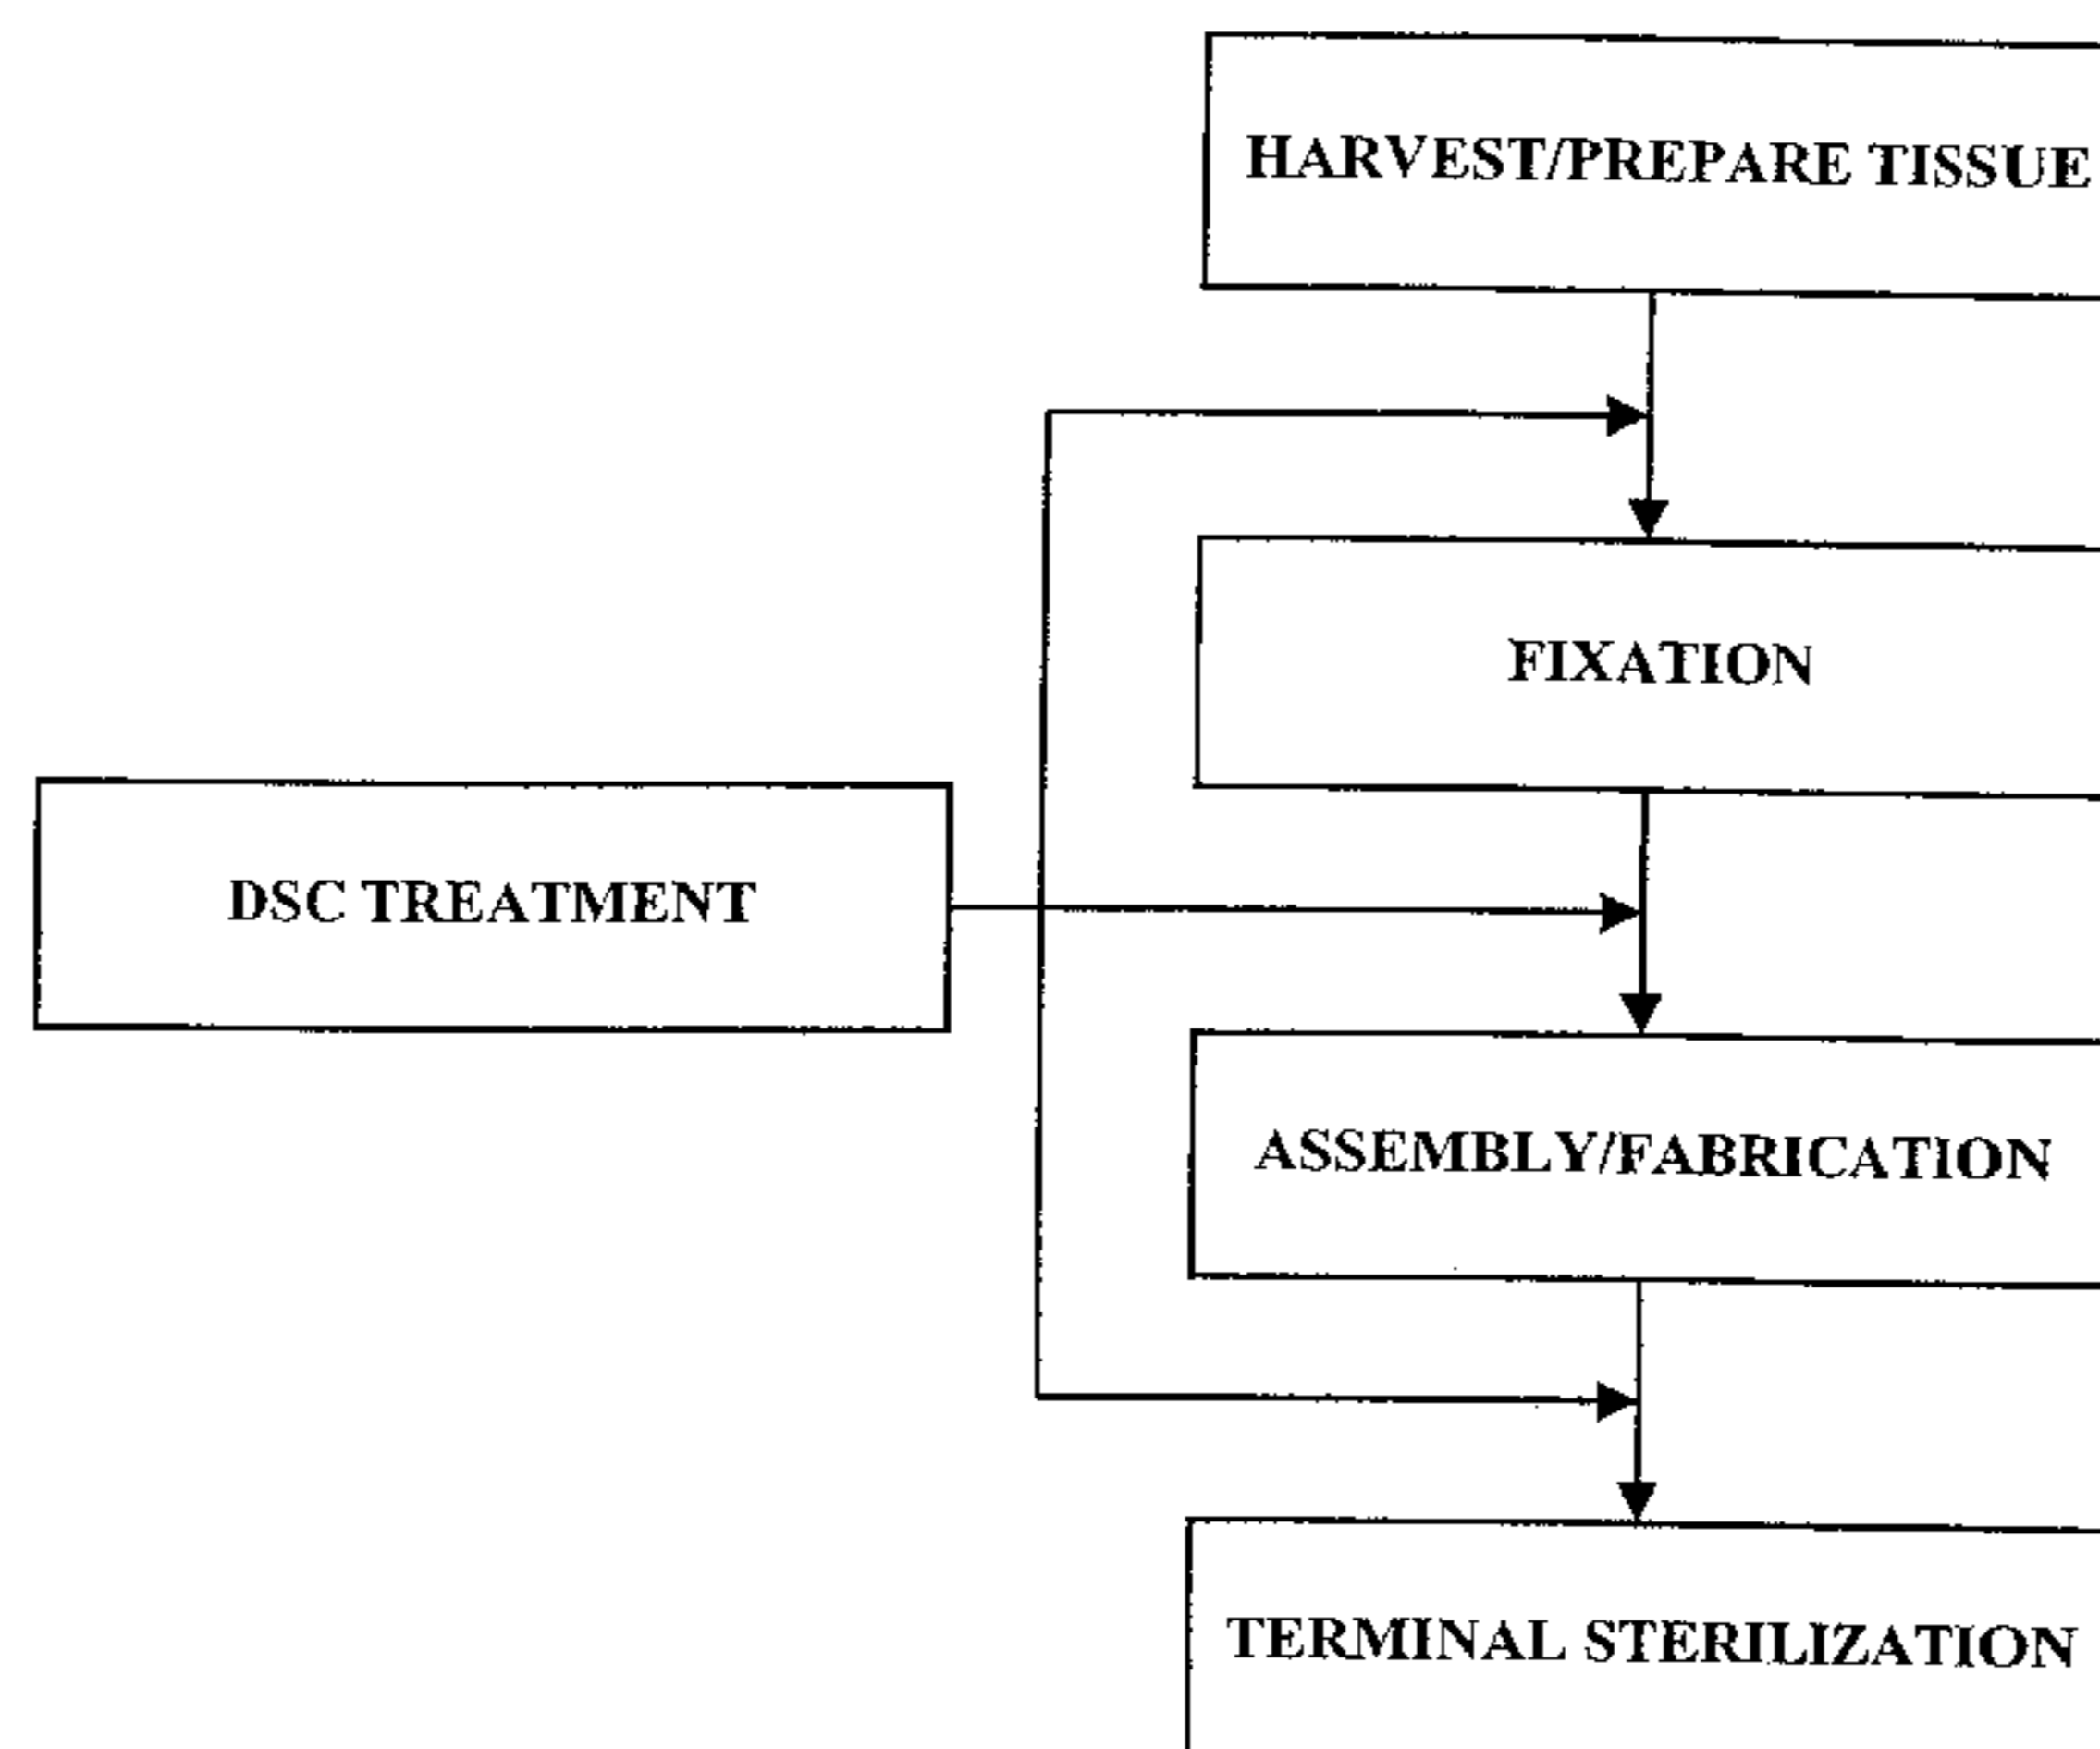 HARVEST/PREPARE TISSUE
FIXATION
DSC TREATMENT
ASSEMBLY/FABRICATION
TERMINAL STERILIZATION